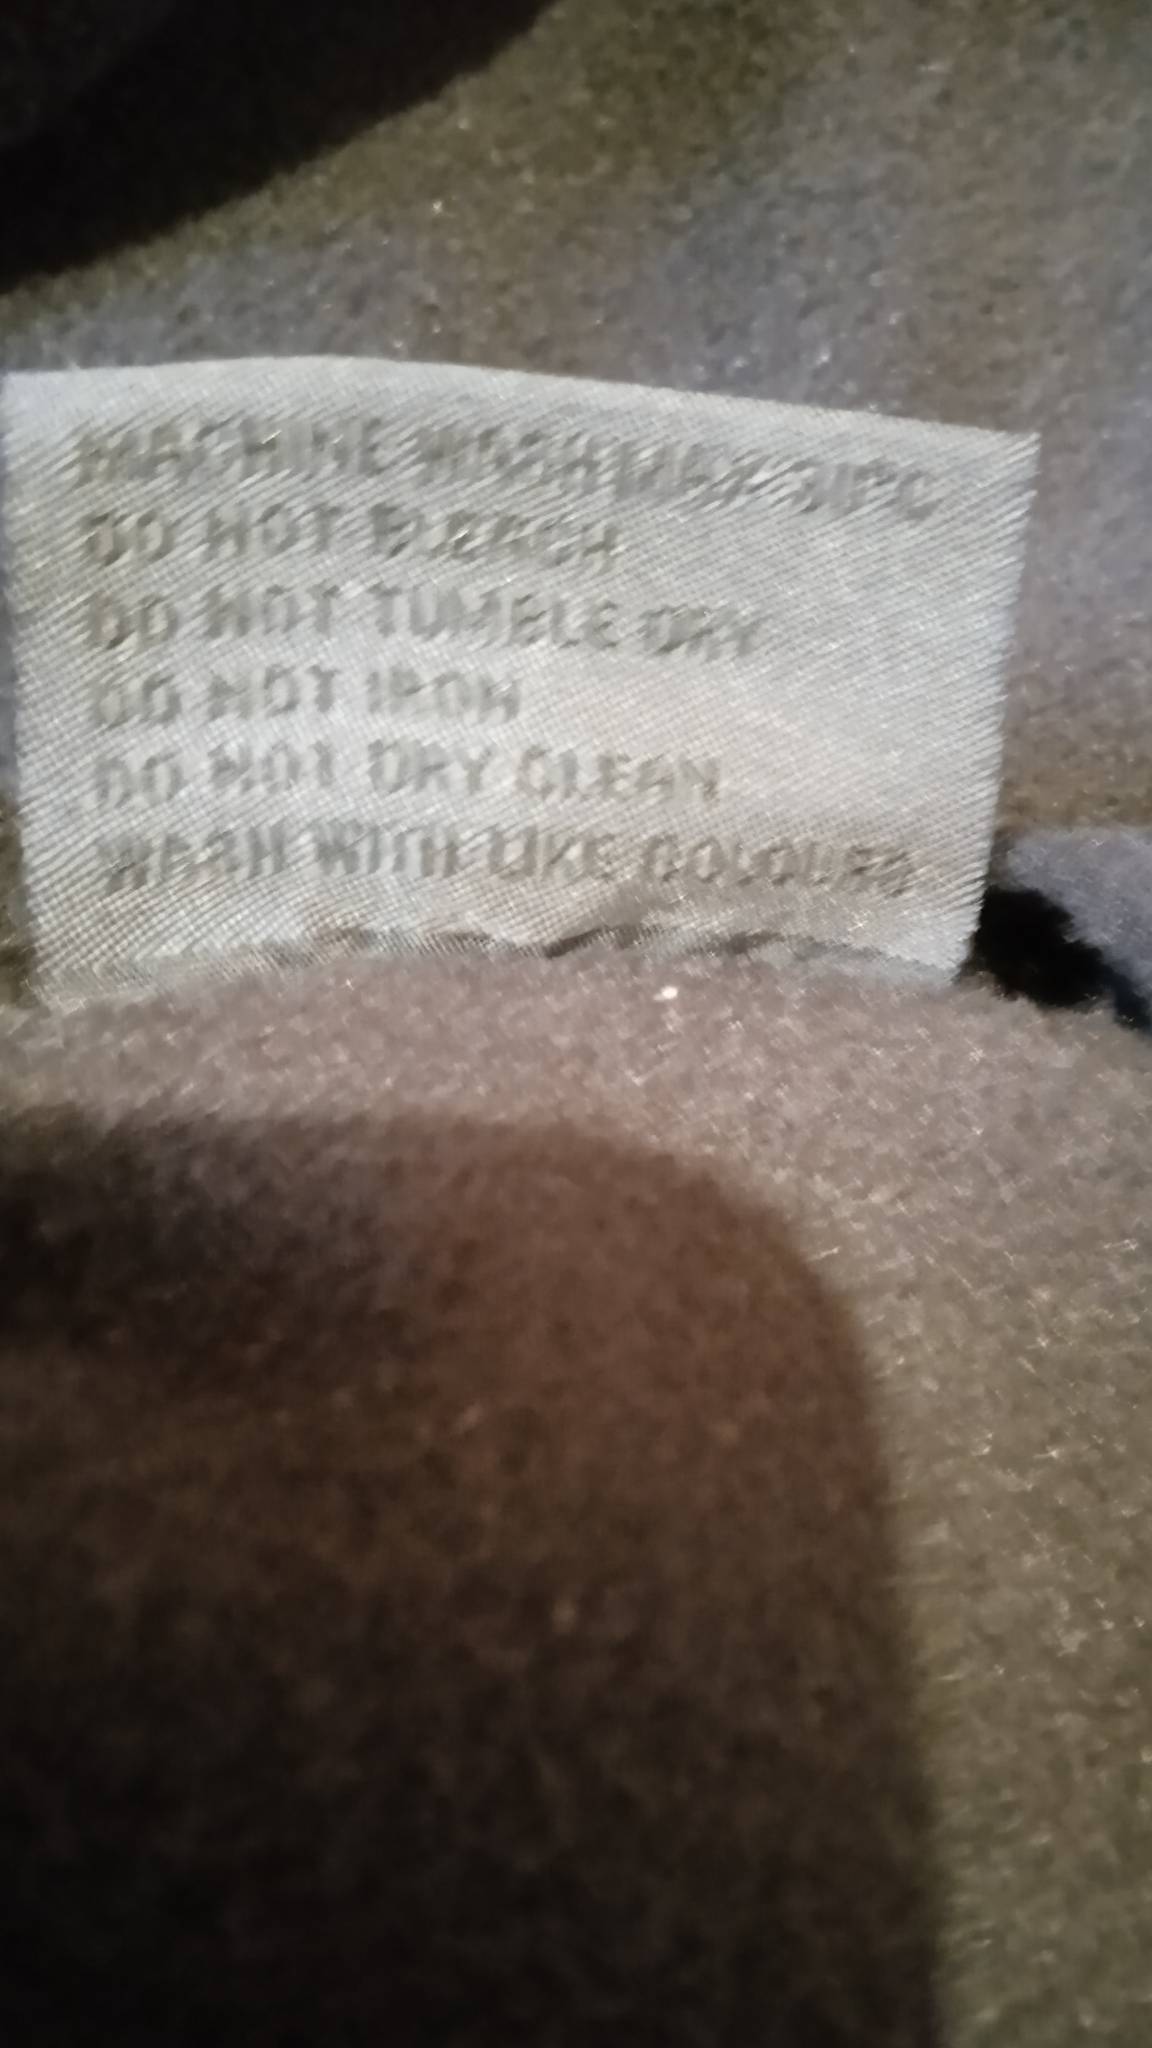 MACHINE WASH MAX
DO NOT BLEACH
DO NOT TUMBLE DRY
DO NOT IRON
DO NOT DRY CLEAN
WASH WITH LIKE COLOURS